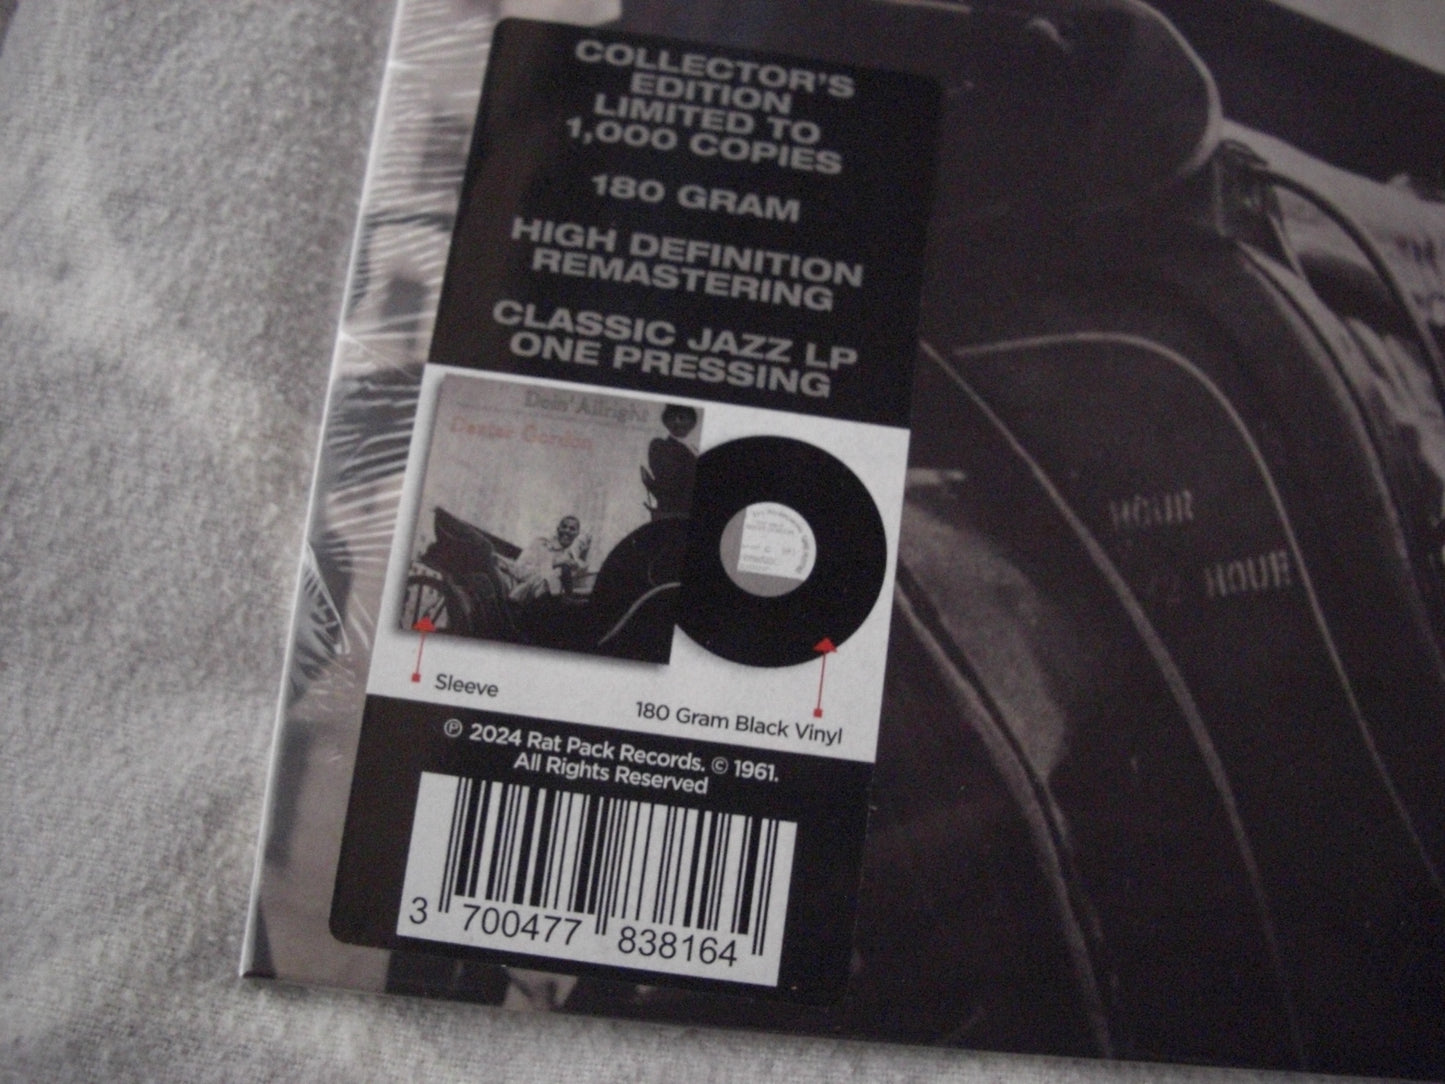 COLLECTOR'S
EDITION
LIMITED TO
1,000 COPIES
180 GRAM
HIGH DEFINITION
REMASTERING
CLASSIC JAZZ LP
ONE PRESSING
Doin' Allright
Dexter Gordon
Sleeve
180 Gram Black Vinyl
℗ 2024 Rat Pack Records. © 1961.
All Rights Reserved
3 700477 838164
HOUR
1/2 HOUR